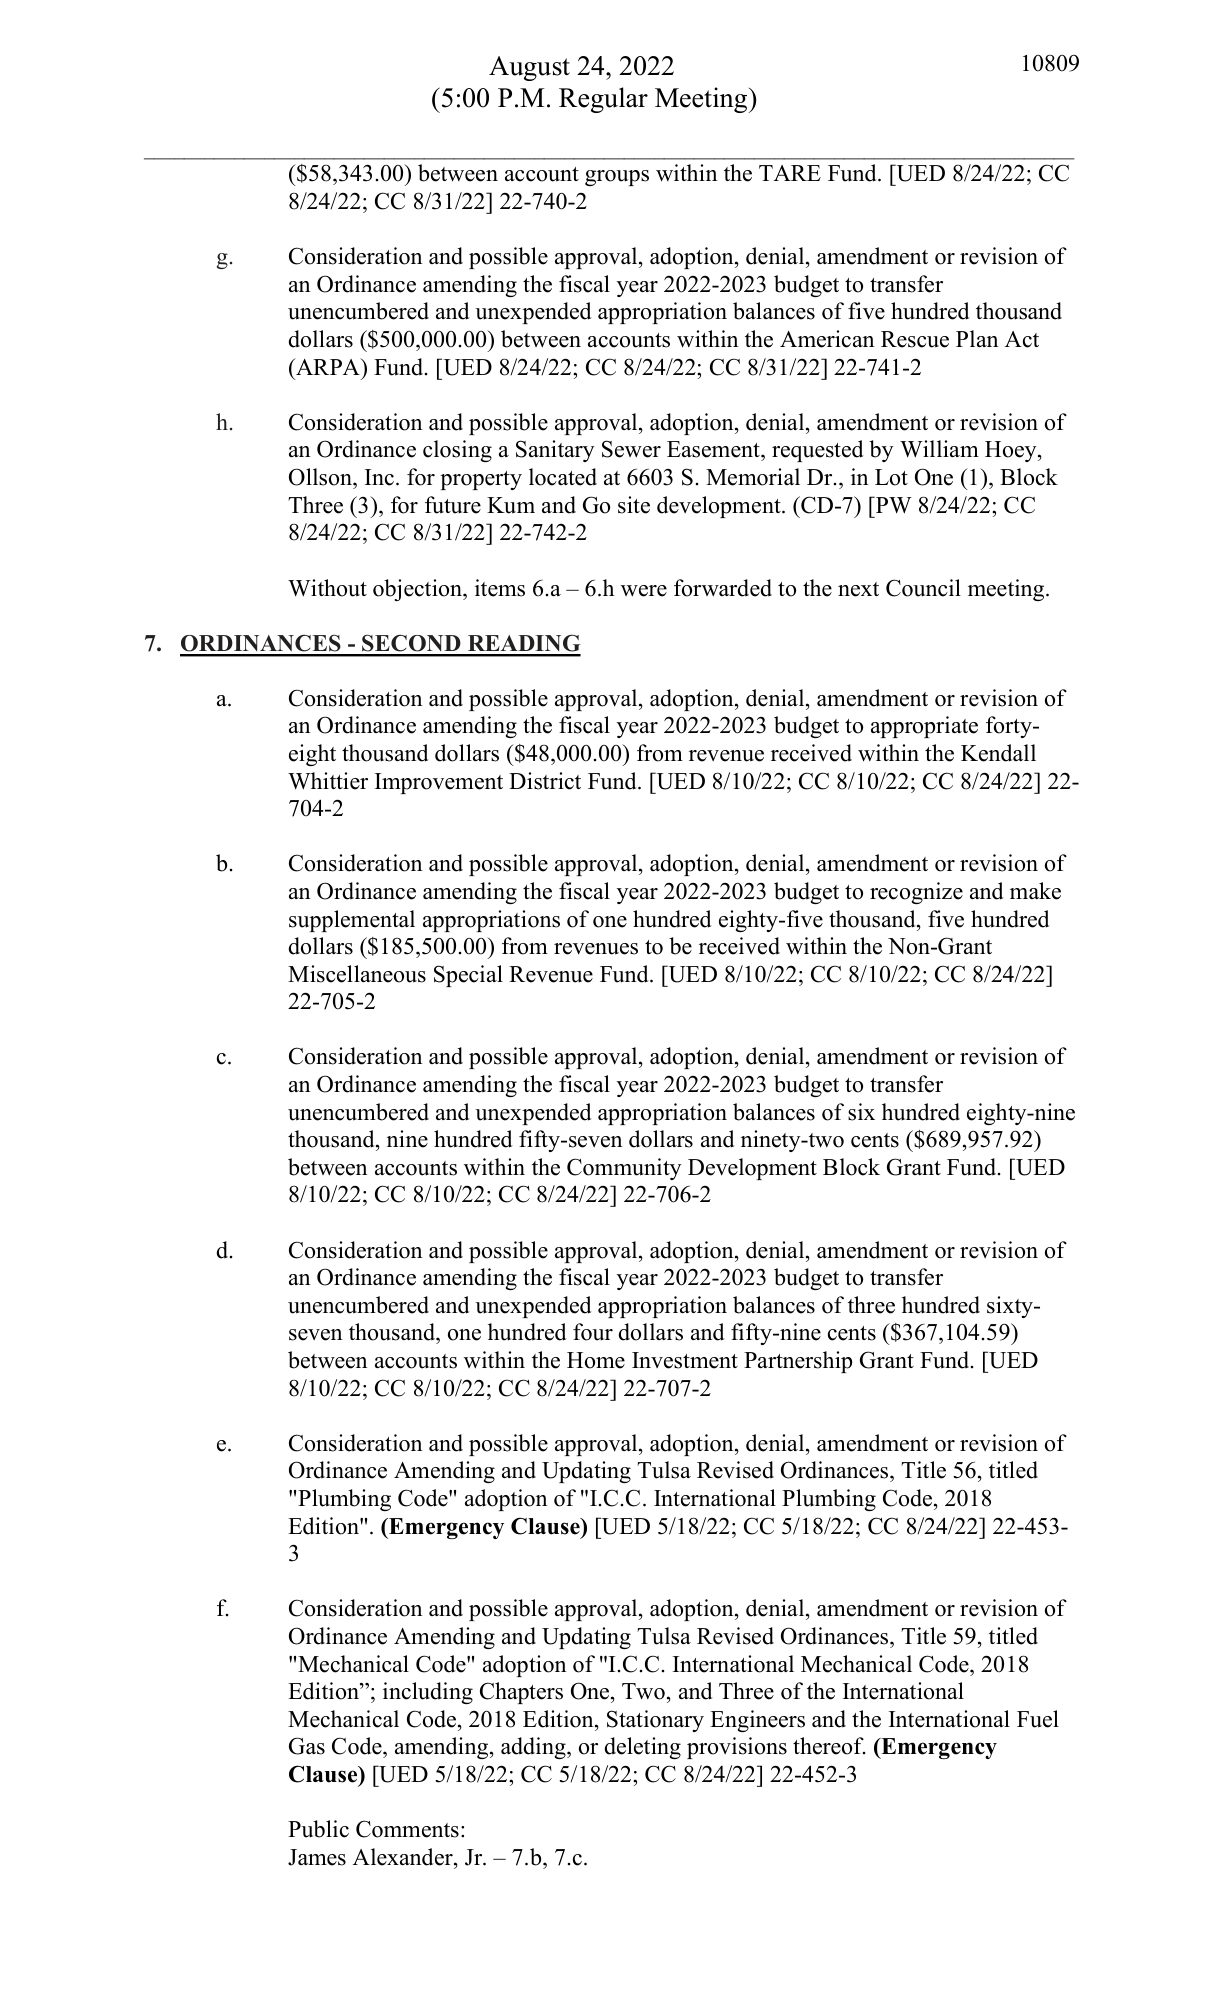 August 24, 2022
10809
(5:00 P.M. Regular Meeting)
($58,343.00) between account groups within the TARE Fund. [UED 8/24/22; CC
8/24/22; CC 8/31/22] 22-740-2
g. Consideration and possible approval, adoption, denial, amendment or revision of
an Ordinance amending the fiscal year 2022-2023 budget to transfer
unencumbered and unexpended appropriation balances of five hundred thousand
dollars ($500,000.00) between accounts within the American Rescue Plan Act
(ARPA) Fund. [UED 8/24/22; CC 8/24/22; CC 8/31/22] 22-741-2
h. Consideration and possible approval, adoption, denial, amendment or revision of
an Ordinance closing a Sanitary Sewer Easement, requested by William Hoey,
Ollson, Inc. for property located at 6603 S. Memorial Dr., in Lot One (1), Block
Three (3), for future Kum and Go site development. (CD-7) [PW 8/24/22; CC
8/24/22; CC 8/31/22] 22-742-2
Without objection, items 6.a – 6.h were forwarded to the next Council meeting.
7. ORDINANCES - SECOND READING
a. Consideration and possible approval, adoption, denial, amendment or revision of
an Ordinance amending the fiscal year 2022-2023 budget to appropriate forty-
eight thousand dollars ($48,000.00) from revenue received within the Kendall
Whittier Improvement District Fund. [UED 8/10/22; CC 8/10/22; CC 8/24/22] 22-
704-2
b. Consideration and possible approval, adoption, denial, amendment or revision of
an Ordinance amending the fiscal year 2022-2023 budget to recognize and make
supplemental appropriations of one hundred eighty-five thousand, five hundred
dollars ($185,500.00) from revenues to be received within the Non-Grant
Miscellaneous Special Revenue Fund. [UED 8/10/22; CC 8/10/22; CC 8/24/22]
22-705-2
c. Consideration and possible approval, adoption, denial, amendment or revision of
an Ordinance amending the fiscal year 2022-2023 budget to transfer
unencumbered and unexpended appropriation balances of six hundred eighty-nine
thousand, nine hundred fifty-seven dollars and ninety-two cents ($689,957.92)
between accounts within the Community Development Block Grant Fund. [UED
8/10/22; CC 8/10/22; CC 8/24/22] 22-706-2
d. Consideration and possible approval, adoption, denial, amendment or revision of
an Ordinance amending the fiscal year 2022-2023 budget to transfer
unencumbered and unexpended appropriation balances of three hundred sixty-
seven thousand, one hundred four dollars and fifty-nine cents ($367,104.59)
between accounts within the Home Investment Partnership Grant Fund. [UED
8/10/22; CC 8/10/22; CC 8/24/22] 22-707-2
e. Consideration and possible approval, adoption, denial, amendment or revision of
Ordinance Amending and Updating Tulsa Revised Ordinances, Title 56, titled
"Plumbing Code" adoption of "I.C.C. International Plumbing Code, 2018
Edition". (Emergency Clause) [UED 5/18/22; CC 5/18/22; CC 8/24/22] 22-453-
3
f. Consideration and possible approval, adoption, denial, amendment or revision of
Ordinance Amending and Updating Tulsa Revised Ordinances, Title 59, titled
"Mechanical Code" adoption of "I.C.C. International Mechanical Code, 2018
Edition”; including Chapters One, Two, and Three of the International
Mechanical Code, 2018 Edition, Stationary Engineers and the International Fuel
Gas Code, amending, adding, or deleting provisions thereof. (Emergency
Clause) [UED 5/18/22; CC 5/18/22; CC 8/24/22] 22-452-3
Public Comments:
James Alexander, Jr. – 7.b, 7.c.